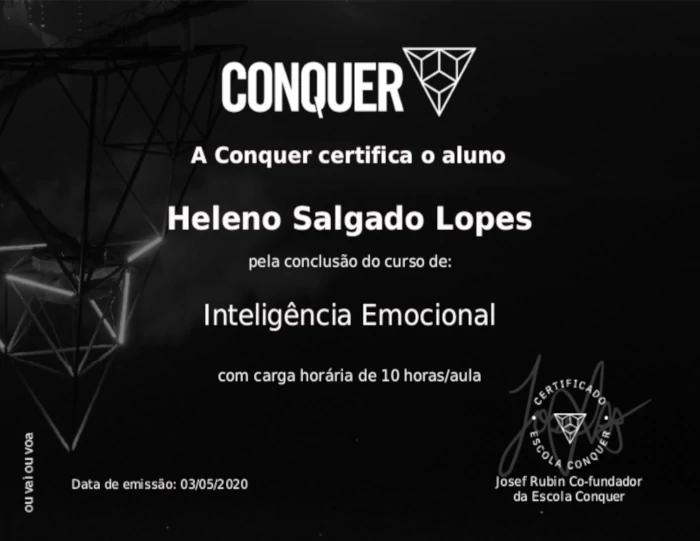 CONQUER
A Conquer certifica o aluno
Heleno Salgado Lopes
pela conclusão do curso de:
Inteligência Emocional
com carga horária de 10 horas/aula
CERTIFICADO
ESCOLA CONQUER
ou vai ou voa
Data de emissão: 03/05/2020
Josef Rubin Co-fundador
da Escola Conquer